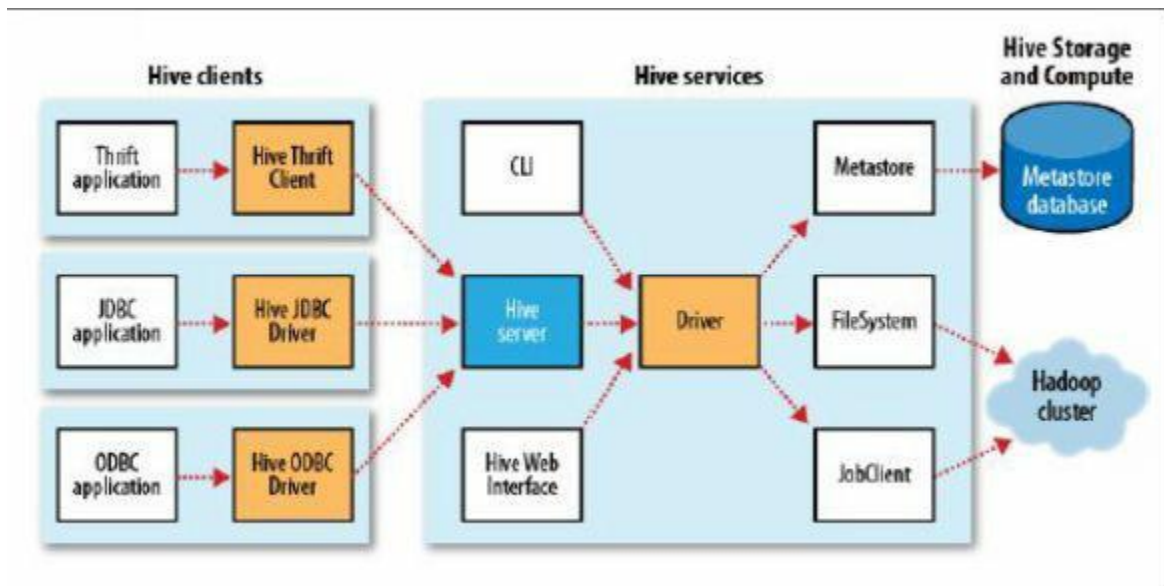 Hive clients
Hive services
Hive Storage
and Compute
Thrift
application
Hive Thrift
Client
CLI
Metastore
Metastore
database
JDBC
application
Hive JDBC
Driver
Hive
server
Driver
FileSystem
Hadoop
cluster
ODBC
application
Hive ODBC
Driver
Hive Web
Interface
JobClient